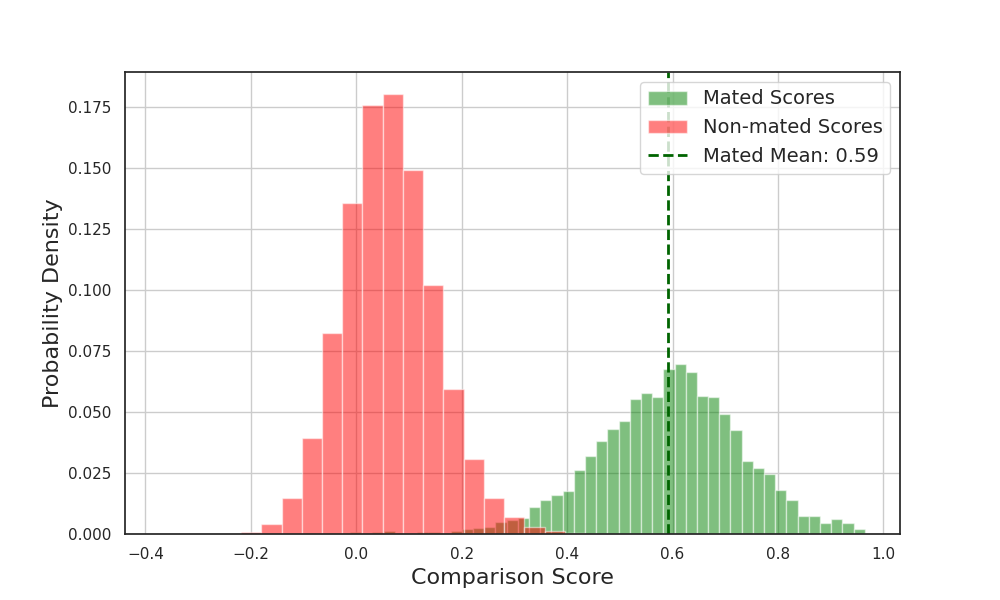 Mated Scores
Non-mated Scores
Mated Mean: 0.59
Probability Density
0.175
0.150
0.125
0.100
0.075
0.050
0.025
0.000
−0.4 −0.2 0.0 0.2 0.4 0.6 0.8 1.0
Comparison Score